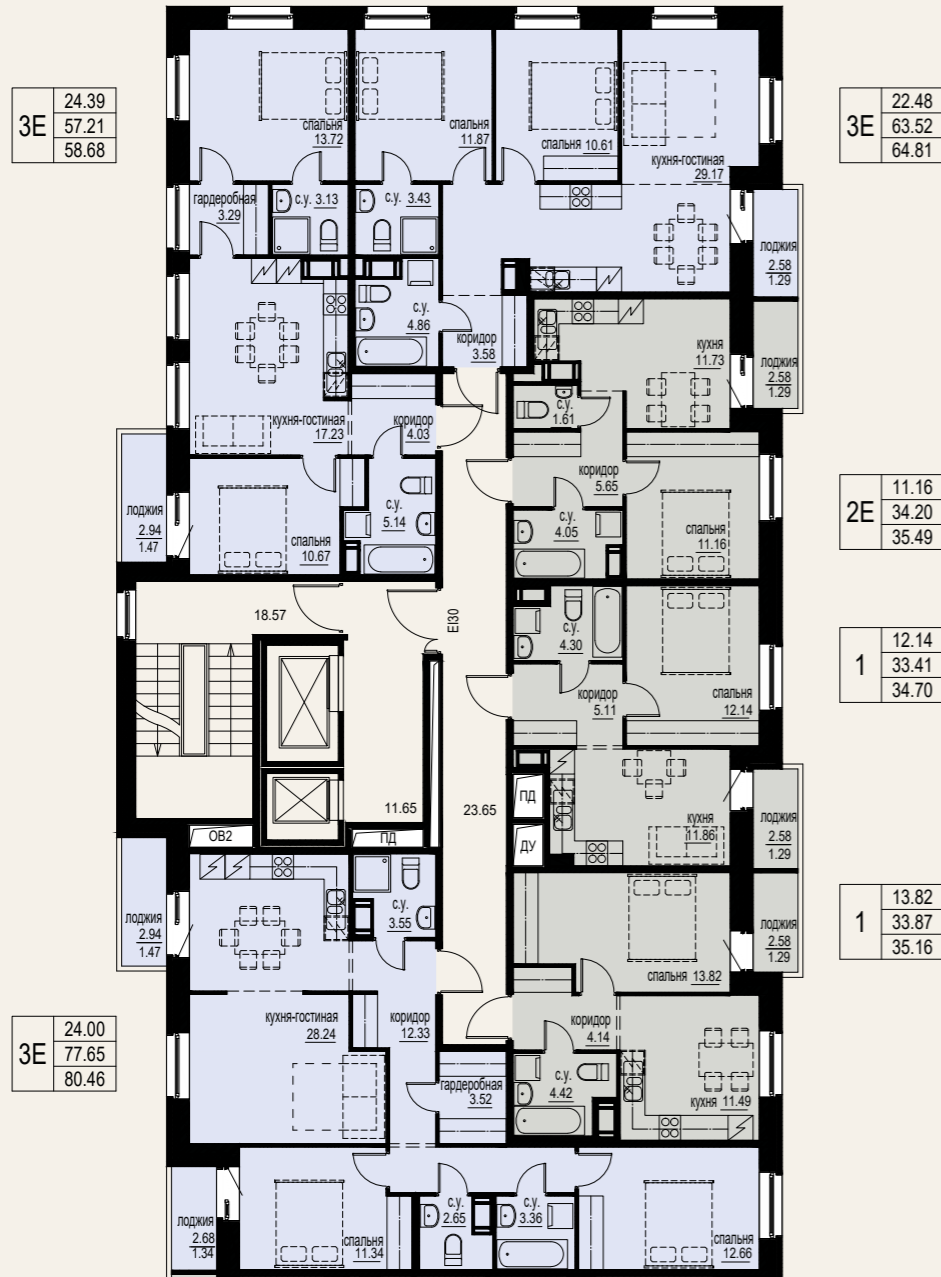 3Е
24.39
57.21
58.68
3Е
22.48
63.52
64.81
спальня
13.72
спальня
11.87
спальня 10.61
кухня-гостиная
29.17
гардеробная
3.29
с.у. 3.13
с.у. 3.43
лоджия
2.58
1.29
с.у.
4.86
коридор
3.58
кухня
11.73
лоджия
2.58
1.29
с.у.
1.61
кухня-гостиная
17.23
коридор
4.03
коридор
5.65
2Е
11.16
34.20
35.49
лоджия
2.94
1.47
спальня
10.67
с.у.
5.14
с.у.
4.05
спальня
11.16
18.57
EI30
с.у.
4.30
1
12.14
33.41
34.70
коридор
5.11
спальня
12.14
11.65
23.65
ПД
ДУ
кухня
11.86
лоджия
2.58
1.29
ОВ2
ПД
лоджия
2.94
1.47
с.у.
3.55
спальня 13.82
лоджия
2.58
1.29
1
13.82
33.87
35.16
3Е
24.00
77.65
80.46
кухня-гостиная
28.24
коридор
12.33
коридор
4.14
гардеробная
3.52
с.у.
4.42
кухня 11.49
лоджия
2.68
1.34
спальня
11.34
с.у.
2.65
с.у.
3.36
спальня
12.66